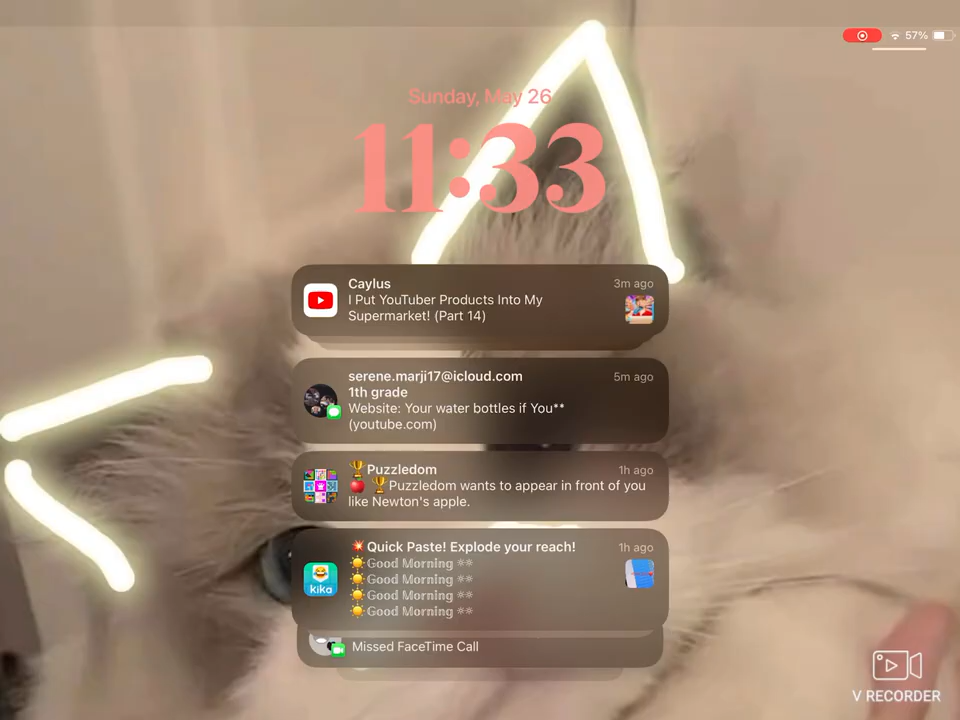 57%
Sunday, May 26
11:33
Caylus
3m ago
I Put YouTuber Products Into My
Supermarket! (Part 14)
serene.marji17@icloud.com
5m ago
1th grade
Website: Your water bottles if You**
(youtube.com)
🏆Puzzledom
1h ago
🍎 🏆Puzzledom wants to appear in front of you
like Newton's apple.
💥Quick Paste! Explode your reach!
1h ago
☀️𝔾𝕠𝕠𝕕 𝕄𝕠𝕣𝕟𝕚𝕟𝕘 ☼☼
☀️𝔾𝕠𝕠𝕕 𝕄𝕠𝕣𝕟𝕚𝕟𝕘 ☼☼
☀️𝔾𝕠𝕠𝕕 𝕄𝕠𝕣𝕟𝕚𝕟𝕘 ☼☼
☀️𝔾𝕠𝕠𝕕 𝕄𝕠𝕣𝕟𝕚𝕟𝕘 ☼☼
kika
Missed FaceTime Call
V RECORDER